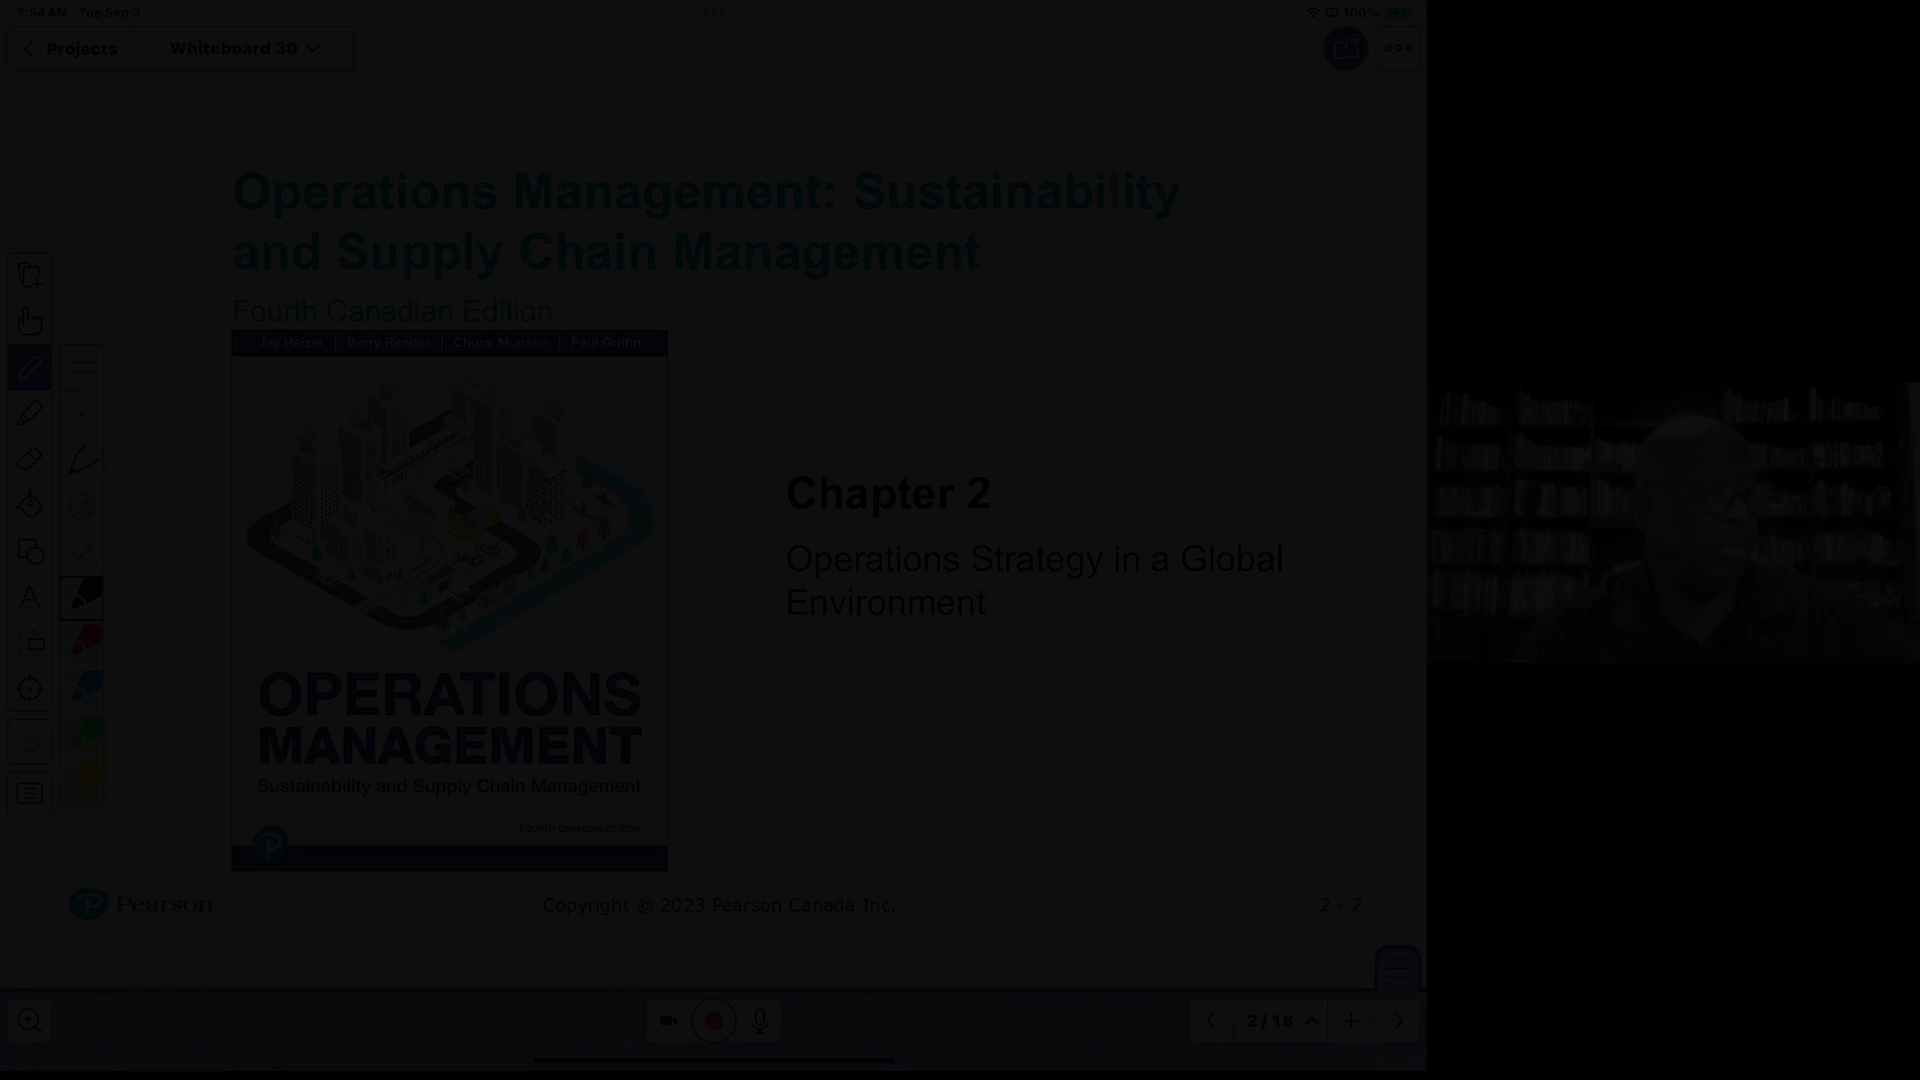 7:54 AM Tue Sep 3
100%
Projects
Whiteboard 30
Operations Management: Sustainability
and Supply Chain Management
Fourth Canadian Edition
Jay Heizer | Barry Render | Chuck Munson | Paul Griffin
Chapter 2
Operations Strategy in a Global
Environment
OPERATIONS
MANAGEMENT
Sustainability and Supply Chain Management
FOURTH CANADIAN EDITION
Pearson
Copyright © 2023 Pearson Canada Inc.
2 - 2
2 / 18